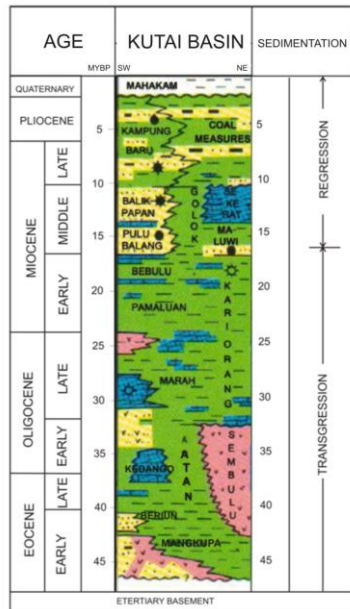 AGE
KUTAI BASIN
SEDIMENTATION
MYBP
SW
NE
QUATERNARY
MAHAKAM
PLIOCENE
5
KAMPUNG
COAL
MEASURES
5
BARU
MIOCENE
LATE
10
GOLOK
SE
KE
RAT
10
REGRESSION
MIDDLE
BALIK
PAPAN
15
PULU
BALANG
MA
LUWI
15
EARLY
BEBULU
20
KARIORANG
20
PAMALUAN
OLIGOCENE
LATE
25
25
MARAH
30
30
TRANSGRESSION
EARLY
35
ATAN
SEMBULU
35
KEDANGO
EOCENE
LATE
40
40
BERIUN
EARLY
MANGKUPA
45
45
ETERTIARY BASEMENT